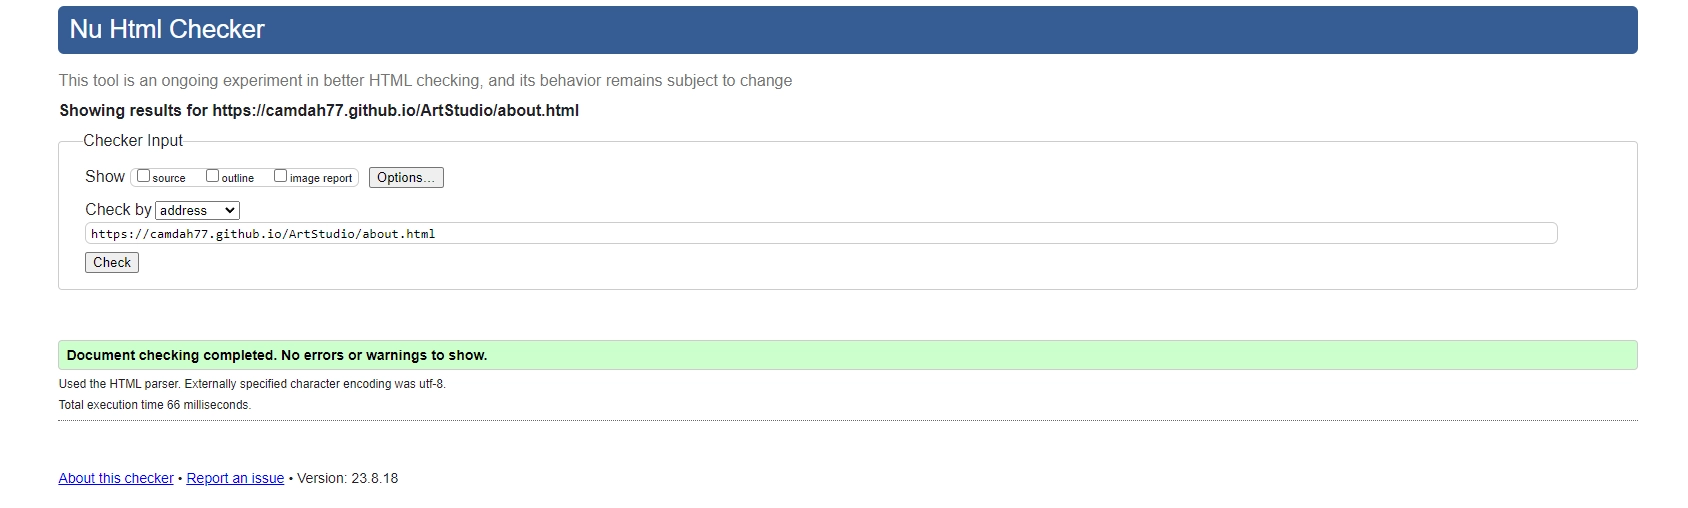 Nu Html Checker
This tool is an ongoing experiment in better HTML checking, and its behavior remains subject to change
Showing results for https://camdah77.github.io/ArtStudio/about.html
Checker Input
Show source outline image report Options...
Check by address
https://camdah77.github.io/ArtStudio/about.html
Check
Document checking completed. No errors or warnings to show.
Used the HTML parser. Externally specified character encoding was utf-8.
Total execution time 66 milliseconds.
About this checker • Report an issue • Version: 23.8.18